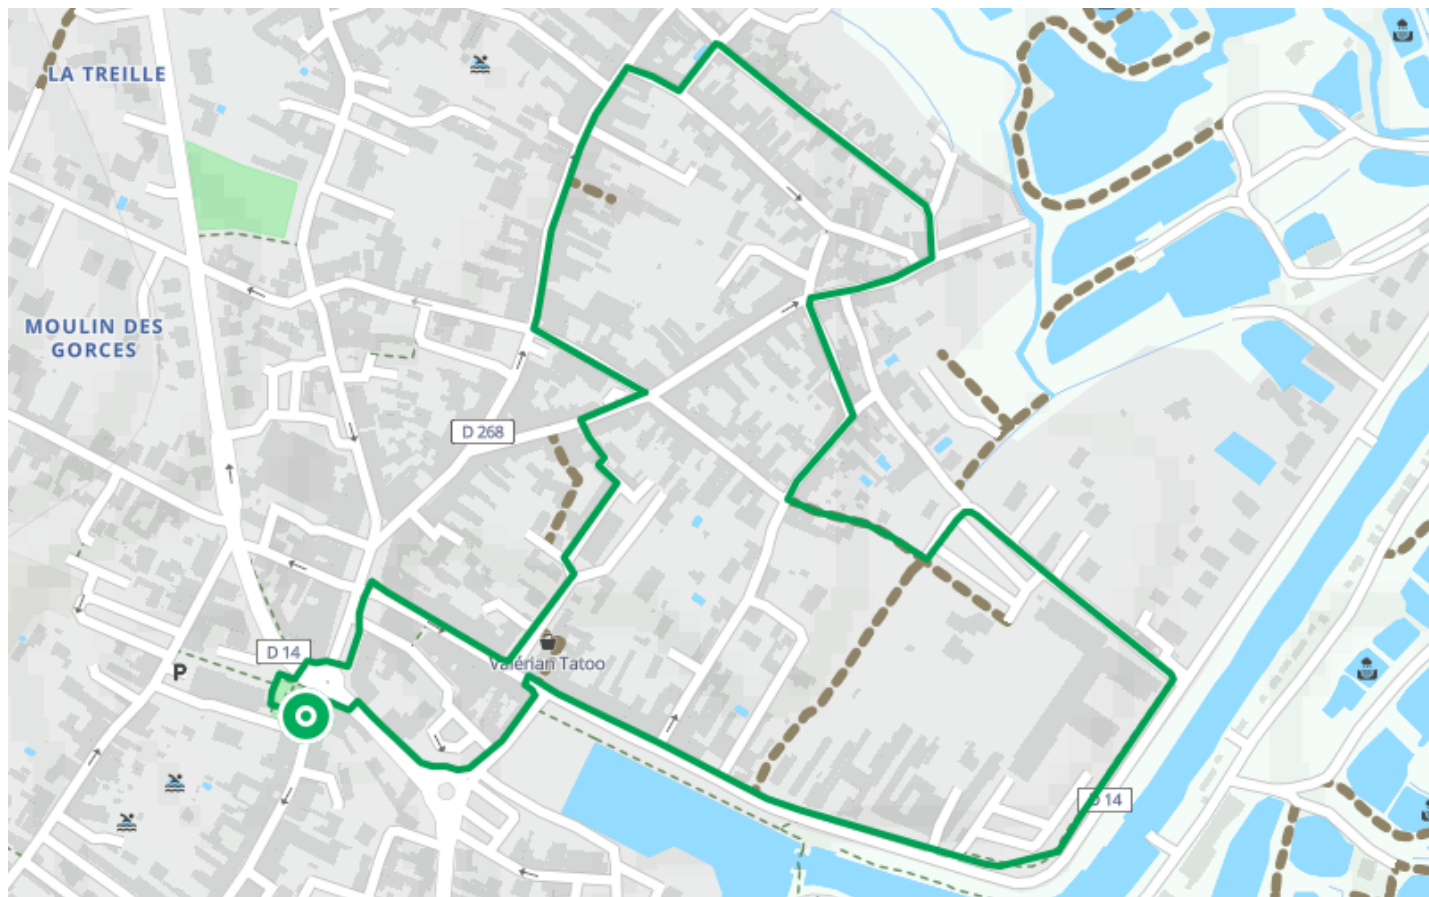 LA TREILLE
MOULIN DES
GORCES
D 268
D 14
P
Valérian Tatoo
D 14